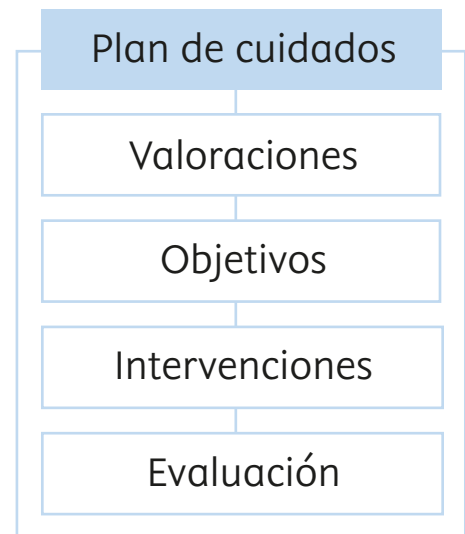 Plan de cuidados
Valoraciones
Objetivos
Intervenciones
Evaluación